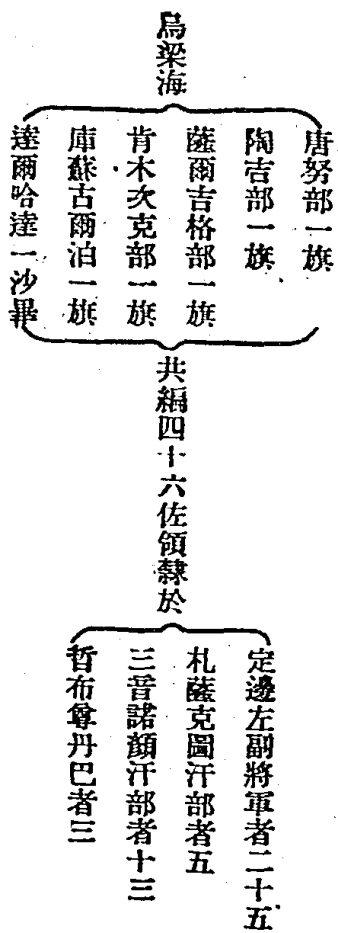 烏梁海
唐努部一旗
陶吉部一旗
薩爾吉格部一旗
肯木次克部一旗
庫蘇古爾泊一旗
達爾哈達一沙畢
共編四十六佐領隸於
定邊左副將軍者二十五
札薩克圖汗部者五
三音諾顏汗部者十三
哲布尊丹巴者三